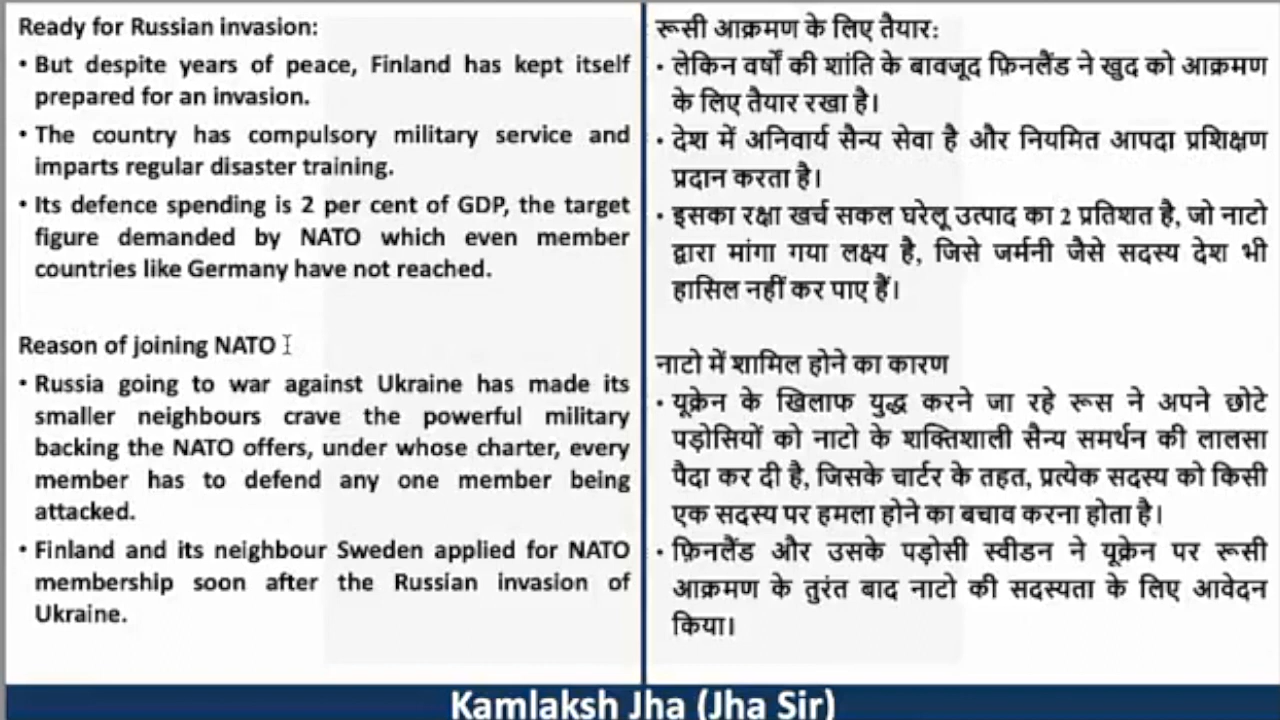 Ready for Russian invasion:
• But despite years of peace, Finland has kept itself
prepared for an invasion.
• The country has compulsory military service and
imparts regular disaster training.
• Its defence spending is 2 per cent of GDP, the target
figure demanded by NATO which even member
countries like Germany have not reached.
Reason of joining NATO
• Russia going to war against Ukraine has made its
smaller neighbours crave the powerful military
backing the NATO offers, under whose charter, every
member has to defend any one member being
attacked.
• Finland and its neighbour Sweden applied for NATO
membership soon after the Russian invasion of
Ukraine.
रूसी आक्रमण के लिए तैयार:
• लेकिन वर्षों की शांति के बावजूद फ़िनलैंड ने खुद को आक्रमण
के लिए तैयार रखा है।
• देश में अनिवार्य सैन्य सेवा है और नियमित आपदा प्रशिक्षण
प्रदान करता है।
• इसका रक्षा खर्च सकल घरेलू उत्पाद का 2 प्रतिशत है, जो नाटो
द्वारा मांगा गया लक्ष्य है, जिसे जर्मनी जैसे सदस्य देश भी
हासिल नहीं कर पाए हैं।
नाटो में शामिल होने का कारण
• यूक्रेन के खिलाफ युद्ध करने जा रहे रूस ने अपने छोटे
पड़ोसियों को नाटो के शक्तिशाली सैन्य समर्थन की लालसा
पैदा कर दी है, जिसके चार्टर के तहत, प्रत्येक सदस्य को किसी
एक सदस्य पर हमला होने का बचाव करना होता है।
• फ़िनलैंड और उसके पड़ोसी स्वीडन ने यूक्रेन पर रूसी
आक्रमण के तुरंत बाद नाटो की सदस्यता के लिए आवेदन
किया।
Kamlaksh Jha (Jha Sir)